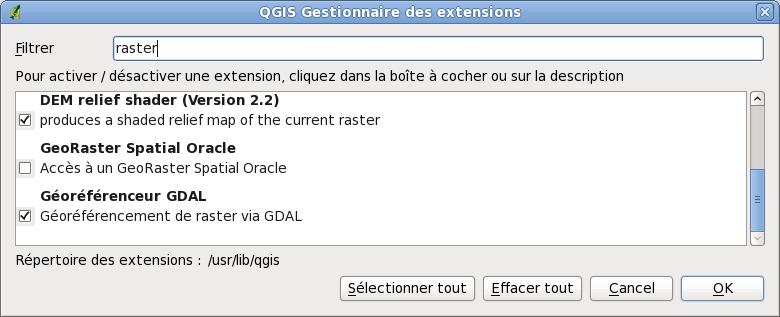 QGIS Gestionnaire des extensions
Filtrer raster
Pour activer / désactiver une extension, cliquez dans la boîte à cocher ou sur la description
DEM relief shader (Version 2.2)
produces a shaded relief map of the current raster
GeoRaster Spatial Oracle
Accès à un GeoRaster Spatial Oracle
Géoréférenceur GDAL
Géoréférencement de raster via GDAL
Répertoire des extensions : /usr/lib/qgis
Sélectionner tout Effacer tout Cancel OK